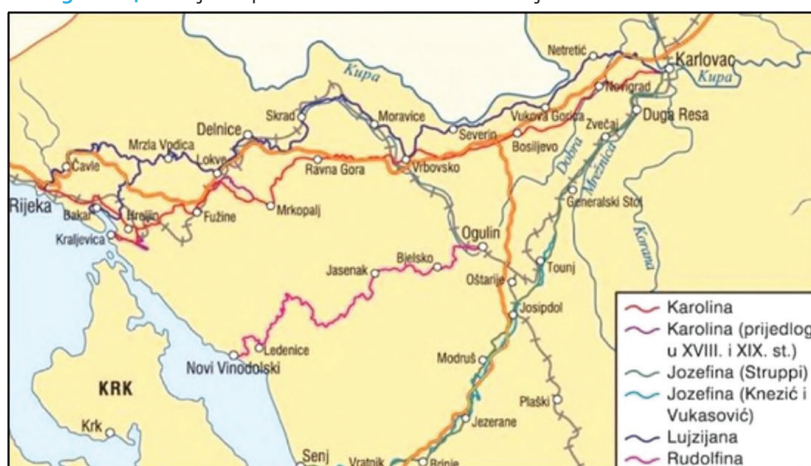 Kupa
Netretić
Karlovac
Kupa
Novigrad
Skrad
Moravice
Vukova Gorica
Duga Resa
Delnice
Severin
Zvečaj
Mrzla Vodica
Bosiljevo
Dobra
Mrežnica
Čavle
Lokve
Ravna Gora
Vrbovsko
Generalski Stol
Rijeka
Bakar
Fužine
Mrkopalj
Kraljevica
Ogulin
Korana
Jasenak
Bjelsko
Tounj
Oštarije
Josipdol
Ledenice
Novi Vinodolski
Modruš
KRK
Plaški
Jezerane
Krk
Senj
Vratnik
Brinje
Karolina
Karolina (prijedlog
u XVIII. i XIX. st.)
Jozefina (Struppi)
Jozefina (Knezić i
Vukasović)
Lujzijana
Rudolfina